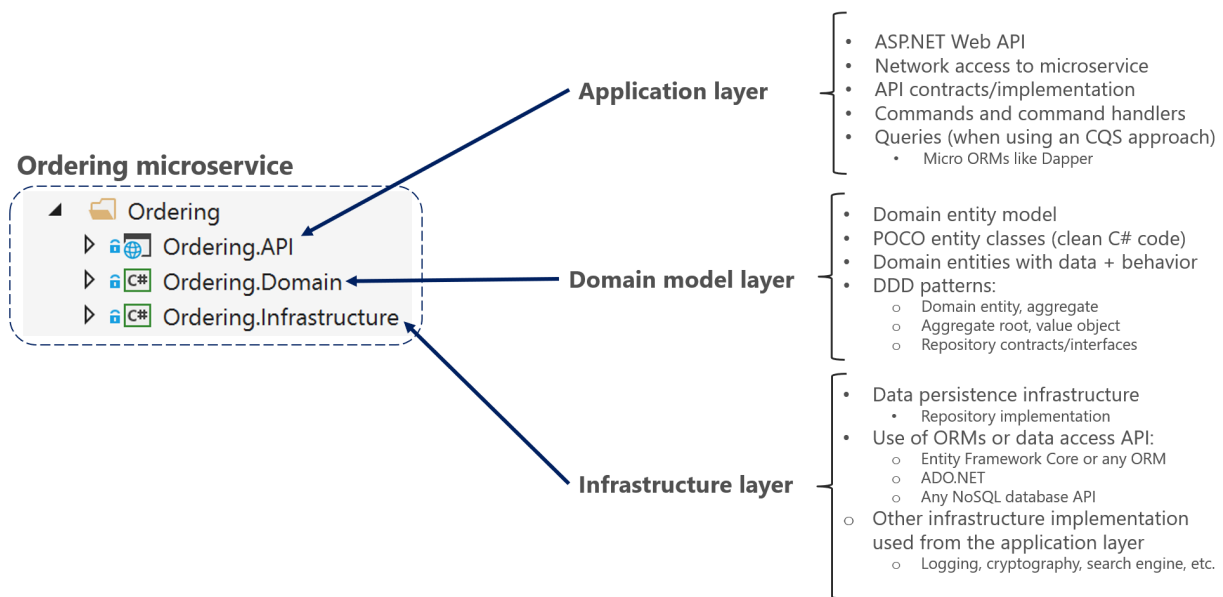 Ordering microservice
Ordering
Ordering.API
C# Ordering.Domain
C# Ordering.Infrastructure
Application layer
• ASP.NET Web API
• Network access to microservice
• API contracts/implementation
• Commands and command handlers
• Queries (when using an CQS approach)
• Micro ORMs like Dapper
Domain model layer
• Domain entity model
• POCO entity classes (clean C# code)
• Domain entities with data + behavior
• DDD patterns:
o Domain entity, aggregate
o Aggregate root, value object
o Repository contracts/interfaces
Infrastructure layer
• Data persistence infrastructure
• Repository implementation
• Use of ORMs or data access API:
o Entity Framework Core or any ORM
o ADO.NET
o Any NoSQL database API
o Other infrastructure implementation
used from the application layer
o Logging, cryptography, search engine, etc.